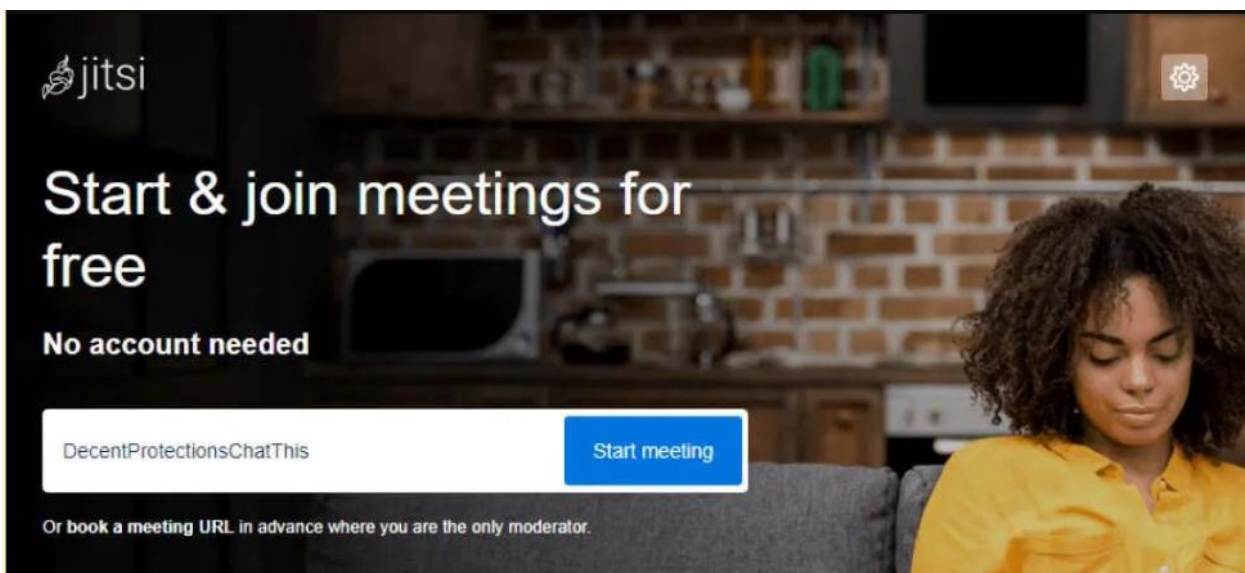 jitsi
Start & join meetings for
free
No account needed
DecentProtectionsChatThis
Start meeting
Or book a meeting URL in advance where you are the only moderator.